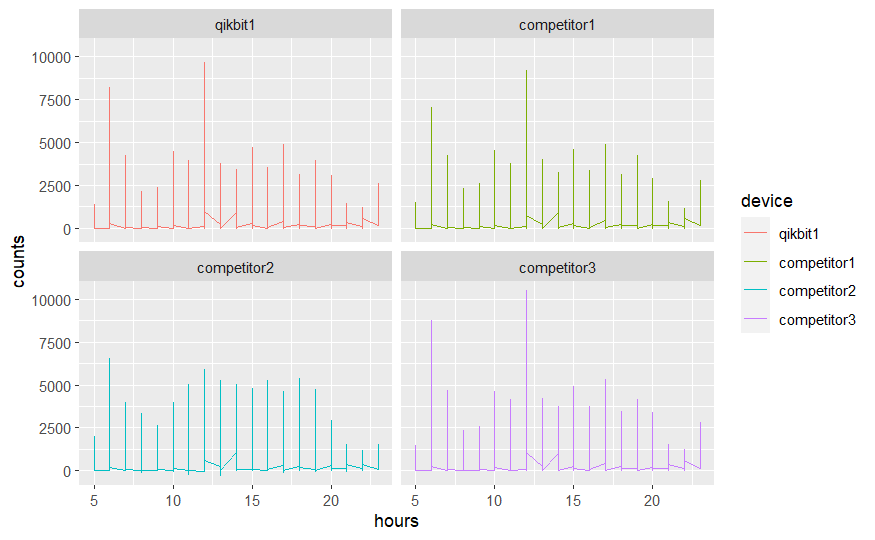 qikbit1 competitor1
10000
7500
5000
2500
0
competitor2 competitor3
10000
7500
5000
2500
0
5 10 15 20 5 10 15 20
hours
counts
device
qikbit1
competitor1
competitor2
competitor3